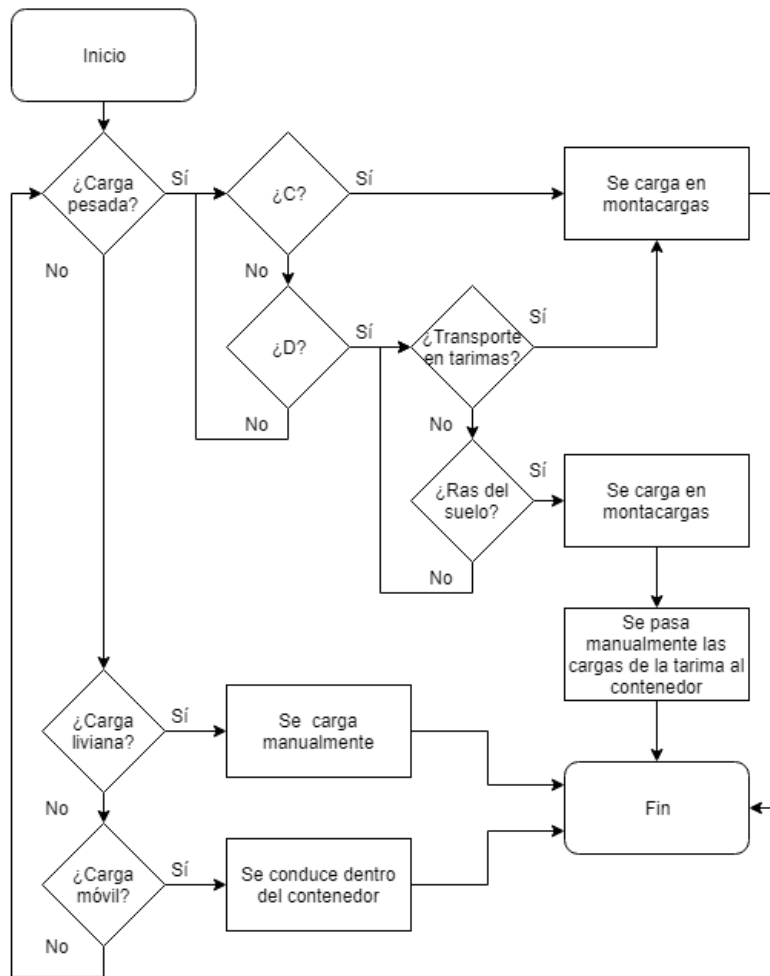 Inicio
¿Carga
pesada?
Sí
¿C?
Sí
Se carga en
montacargas
No
No
¿D?
Sí
¿Transporte
en tarimas?
Sí
No
No
¿Ras del
suelo?
Sí
Se carga en
montacargas
No
Se pasa
manualmente las
cargas de la tarima al
contenedor
¿Carga
liviana?
Sí
Se carga
manualmente
No
Fin
¿Carga
móvil?
Sí
Se conduce dentro
del contenedor
No